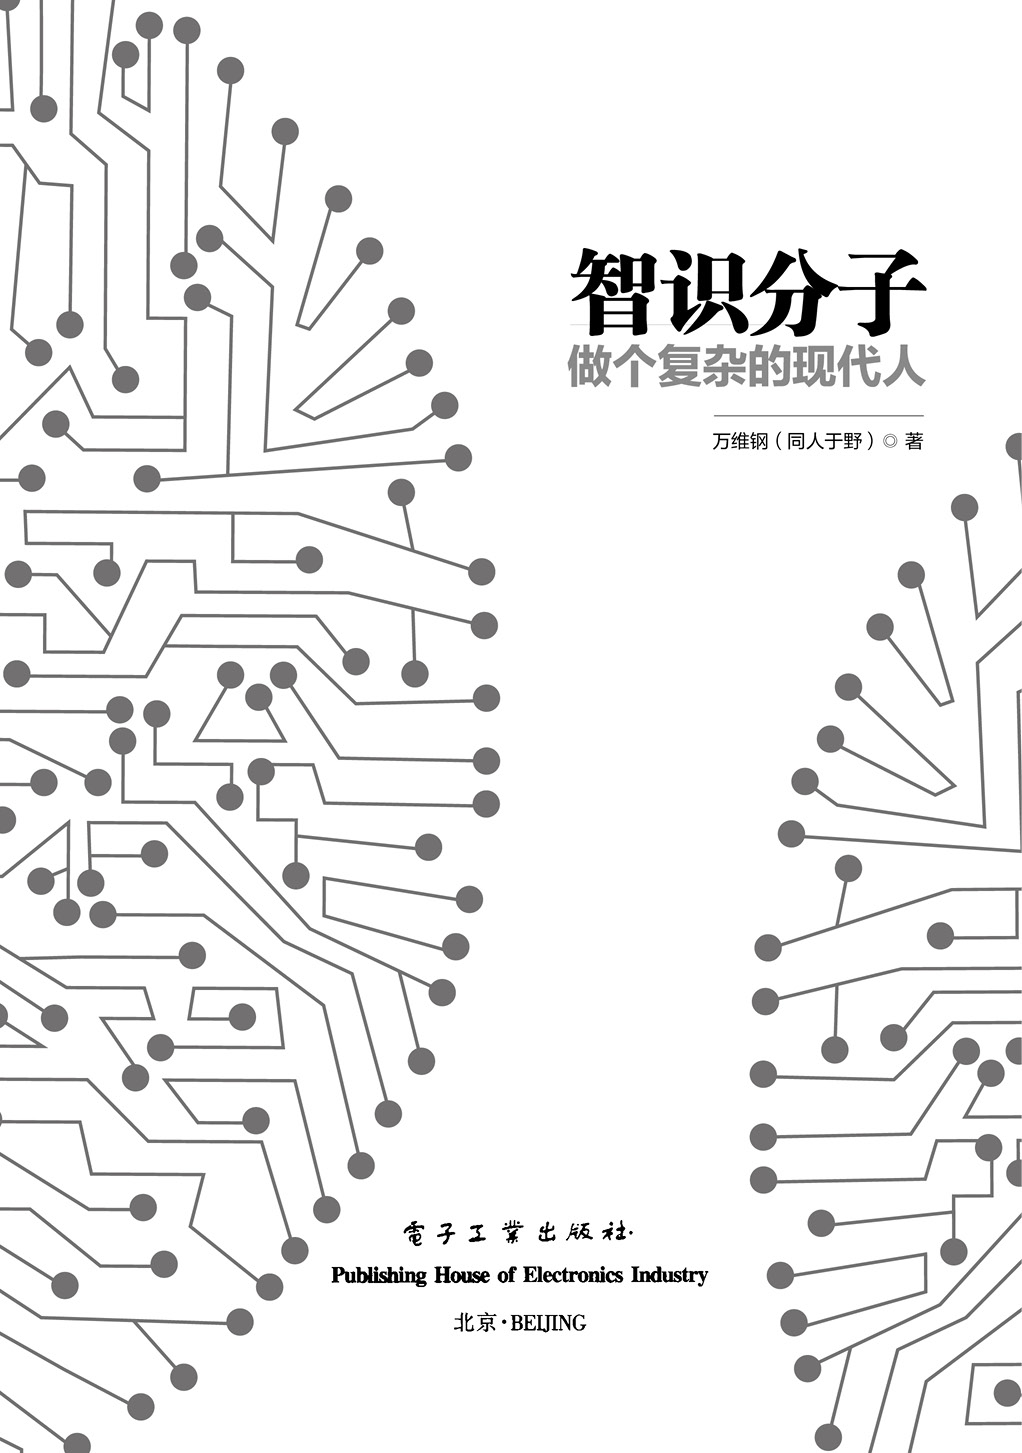 智识分子
做个复杂的现代人
万维钢（同人于野）◎ 著
電子工業出版社·
Publishing House of Electronics Industry
北京·BEIJING